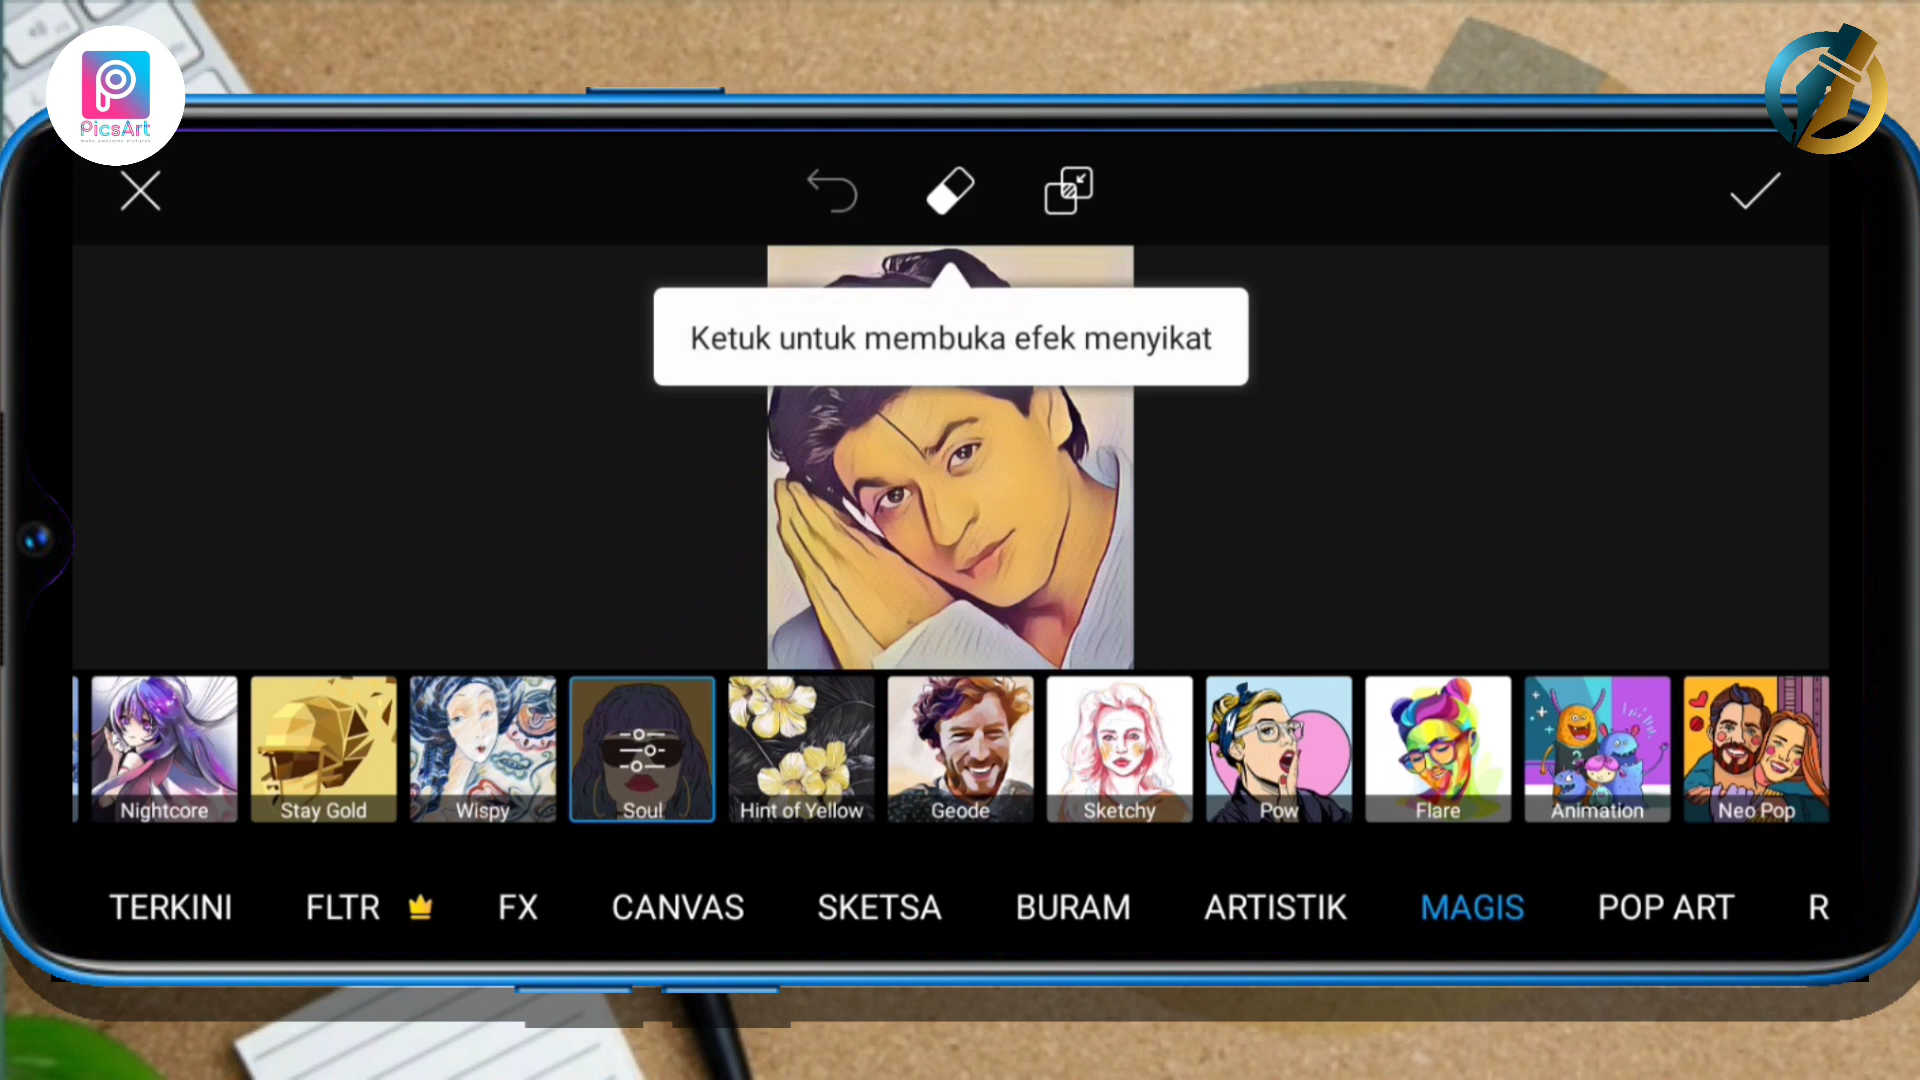 PicsArt
Ketuk untuk membuka efek menyikat
Nightcore
Stay Gold
Wispy
Soul
Hint of Yellow
Geode
Sketchy
Pow
Flare
Animation
Neo Pop
TERKINI
FLTR
FX
CANVAS
SKETSA
BURAM
ARTISTIK
MAGIS
POP ART
R